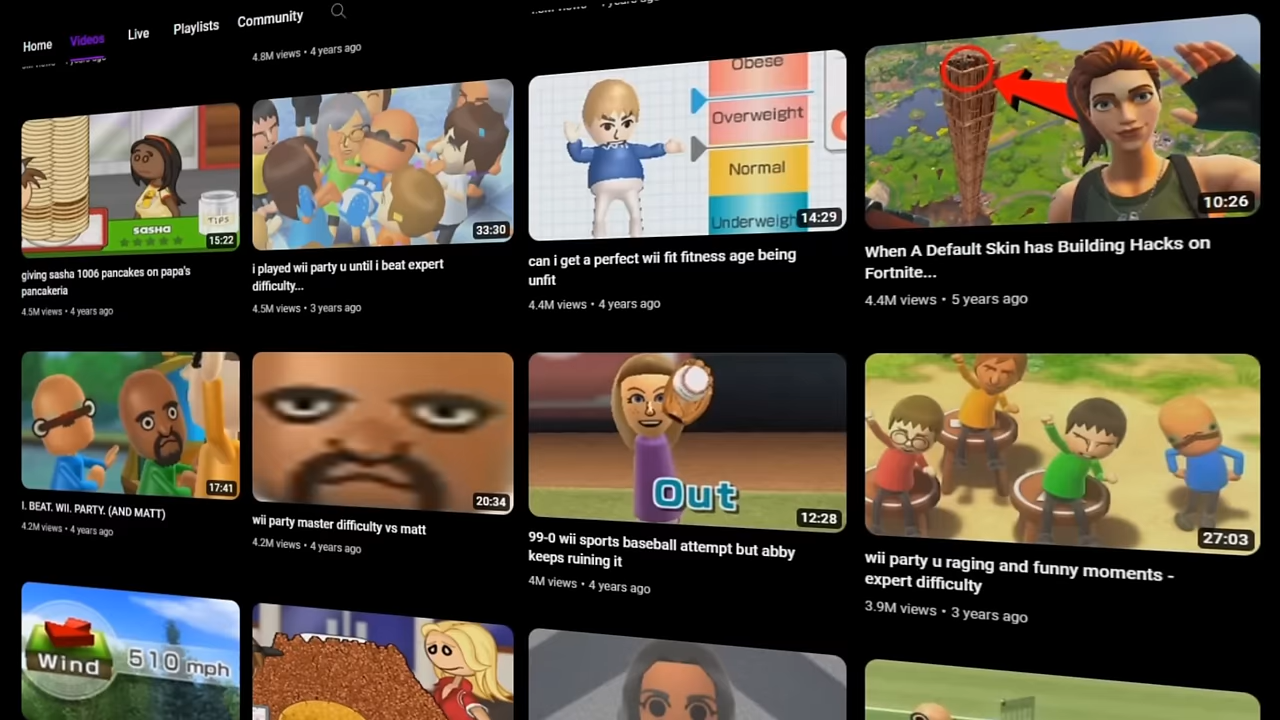 Home
Videos
Live
Playlists
Community
4.8M views • 4 years ago
sasha
TIPS
15:22
33:30
Obese
Overweight
Normal
Underweigh
14:29
10:26
giving sasha 1006 pancakes on papa's
pancakeria
4.5M views • 4 years ago
i played wii party u until i beat expert
difficulty...
4.5M views • 3 years ago
can i get a perfect wii fit fitness age being
unfit
4.4M views • 4 years ago
When A Default Skin has Building Hacks on
Fortnite...
4.4M views • 5 years ago
17:41
20:34
Out
12:28
27:03
I. BEAT. WII. PARTY. (AND MATT)
4.2M views • 4 years ago
wii party master difficulty vs matt
4.2M views • 4 years ago
99-0 wii sports baseball attempt but abby
keeps ruining it
4M views • 4 years ago
wii party u raging and funny moments -
expert difficulty
3.9M views • 3 years ago
Wind
510 mph